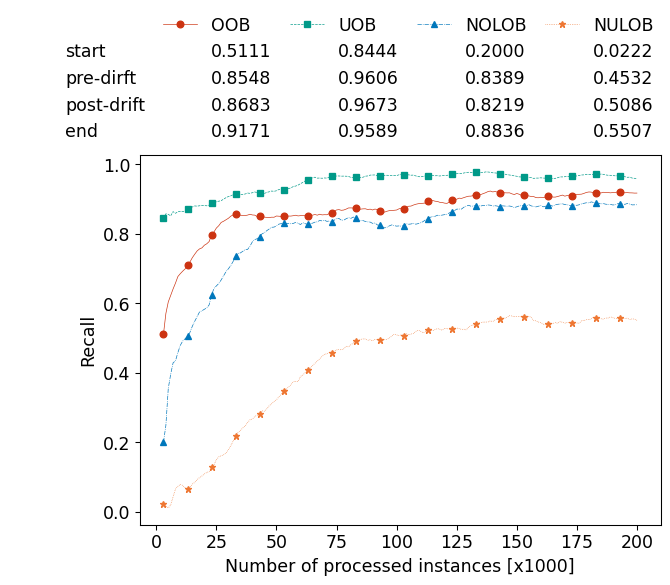 OOB UOB NOLOB NULOB
start 0.5111 0.8444 0.2000 0.0222
pre-dirft 0.8548 0.9606 0.8389 0.4532
post-drift 0.8683 0.9673 0.8219 0.5086
end 0.9171 0.9589 0.8836 0.5507
1.0
0.8
0.6
0.4
0.2
0.0
Recall
0 25 50 75 100 125 150 175 200
Number of processed instances [x1000]